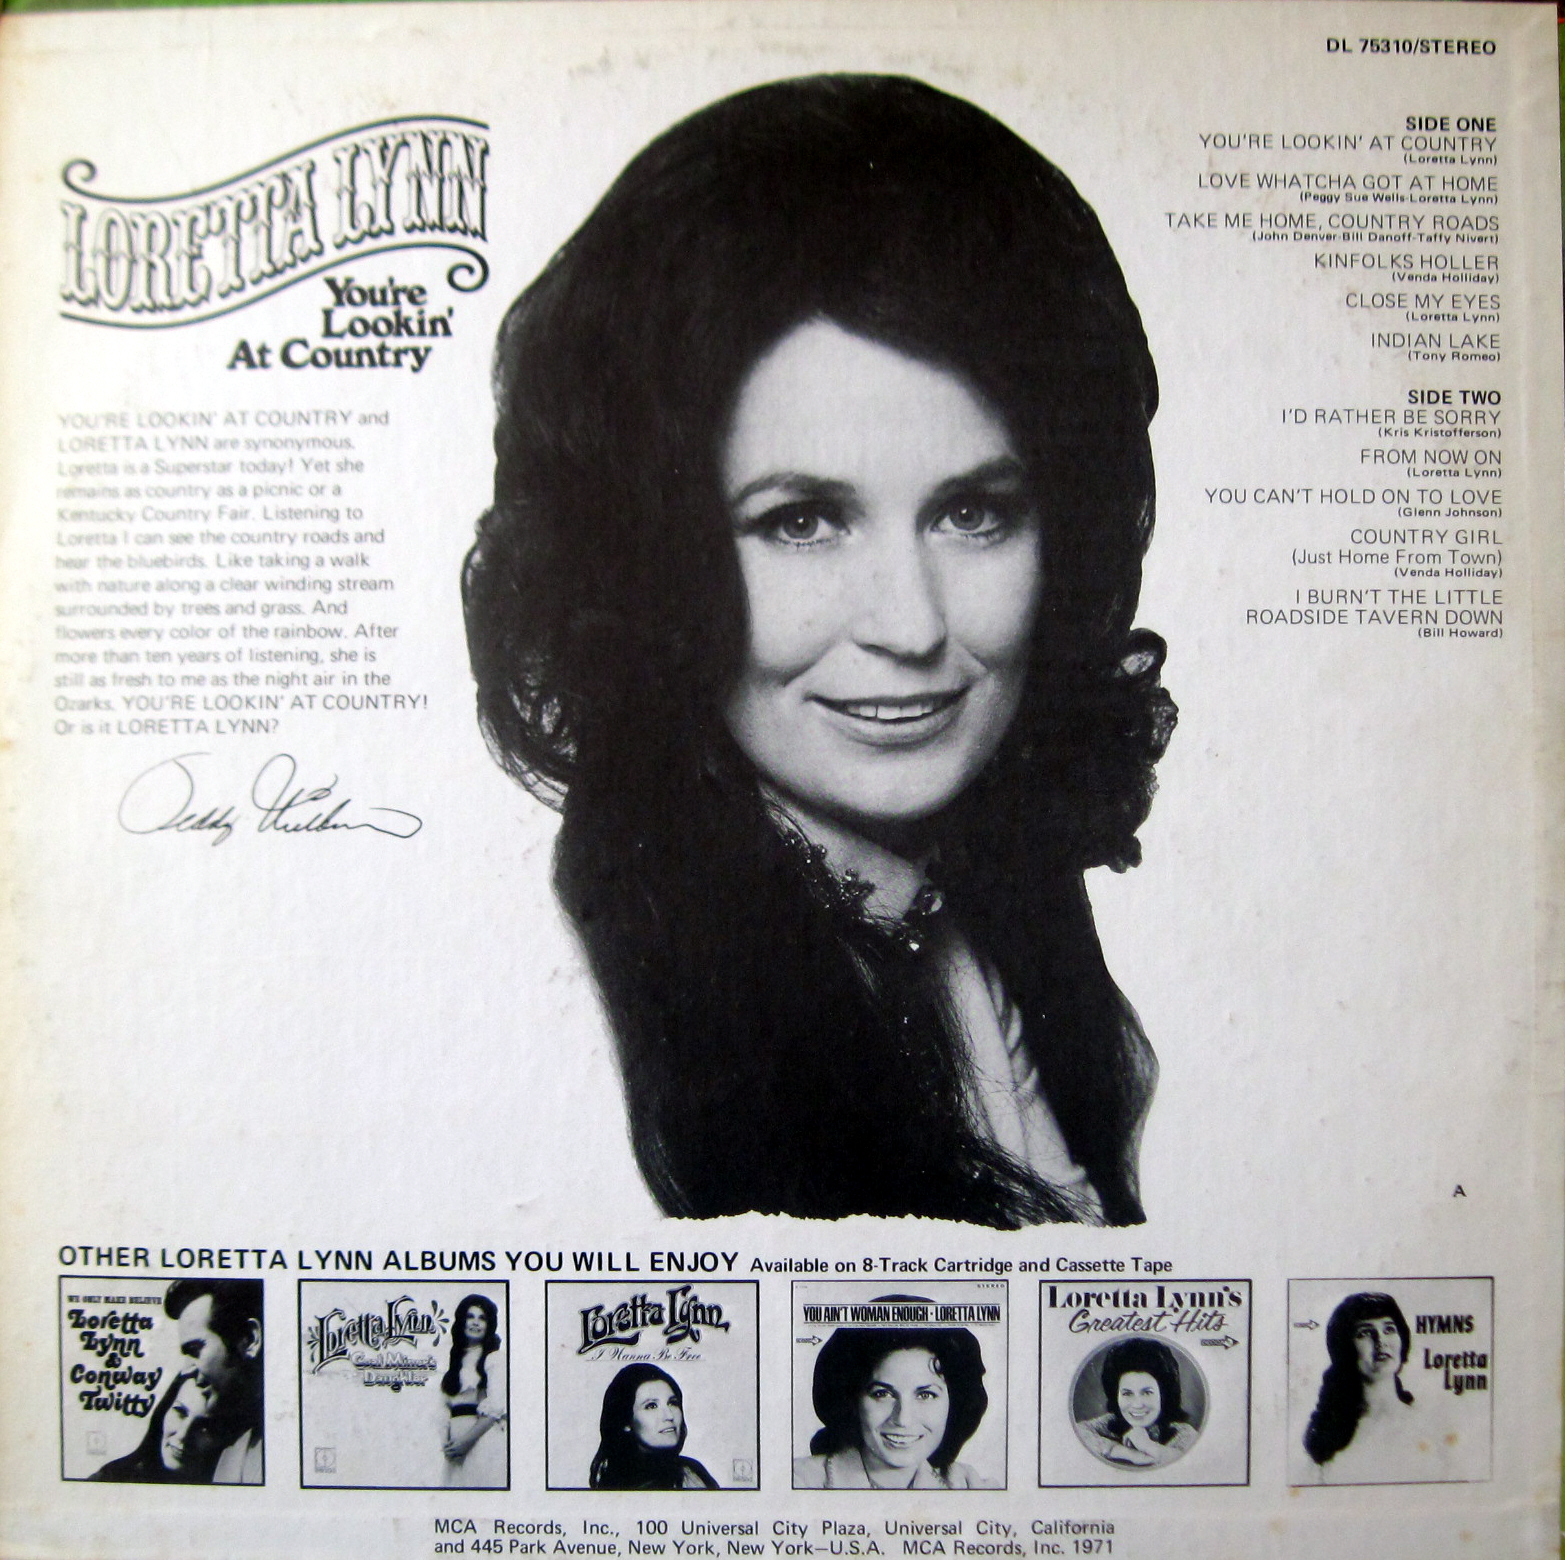 DL 75310/STEREO
LORETTA LYNN
You're
Lookin'
At Country
YOU'RE LOOKIN' AT COUNTRY and
LORETTA LYNN are synonymous.
Loretta is a Superstar today! Yet she
remains as country as a picnic or a
Kentucky Country Fair. Listening to
Loretta I can see the country roads and
hear the bluebirds. Like taking a walk
with nature along a clear winding stream
surrounded by trees and grass. And
flowers every color of the rainbow. After
more than ten years of listening, she is
still as fresh to me as the night air in the
Ozarks. YOU'RE LOOKIN' AT COUNTRY!
Or is it LORETTA LYNN?
Teddy Wilburn
SIDE ONE
YOU'RE LOOKIN' AT COUNTRY
(Loretta Lynn)
LOVE WHATCHA GOT AT HOME
(Peggy Sue Wells-Loretta Lynn)
TAKE ME HOME, COUNTRY ROADS
(John Denver-Bill Danoff-Taffy Nivert)
KINFOLKS HOLLER
(Venda Holliday)
CLOSE MY EYES
(Loretta Lynn)
INDIAN LAKE
(Tony Romeo)
SIDE TWO
I'D RATHER BE SORRY
(Kris Kristofferson)
FROM NOW ON
(Loretta Lynn)
YOU CAN'T HOLD ON TO LOVE
(Glenn Johnson)
COUNTRY GIRL
(Just Home From Town)
(Venda Holliday)
I BURN'T THE LITTLE
ROADSIDE TAVERN DOWN
(Bill Howard)
A
OTHER LORETTA LYNN ALBUMS YOU WILL ENJOY Available on 8-Track Cartridge and Cassette Tape
WE ONLY MAKE BELIEVE
Loretta
Lynn
&
Conway
Twitty
Loretta Lynn
Coal Miner's
Daughter
Loretta Lynn
I Wanna Be Free
STEREO
YOU AIN'T WOMAN ENOUGH · LORETTA LYNN
Loretta Lynn's
Greatest Hits
HYMNS
Loretta
Lynn
MCA Records, Inc., 100 Universal City Plaza, Universal City, California
and 445 Park Avenue, New York, New York—U.S.A. MCA Records, Inc. 1971